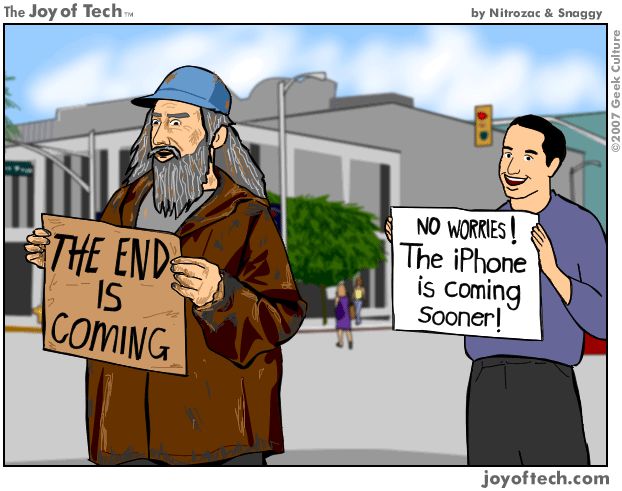 The Joy of Tech™
by Nitrozac & Snaggy
©2007 Geek Culture
THE END
IS
COMING
NO WORRIES!
The iPhone
is coming
sooner!
joyoftech.com